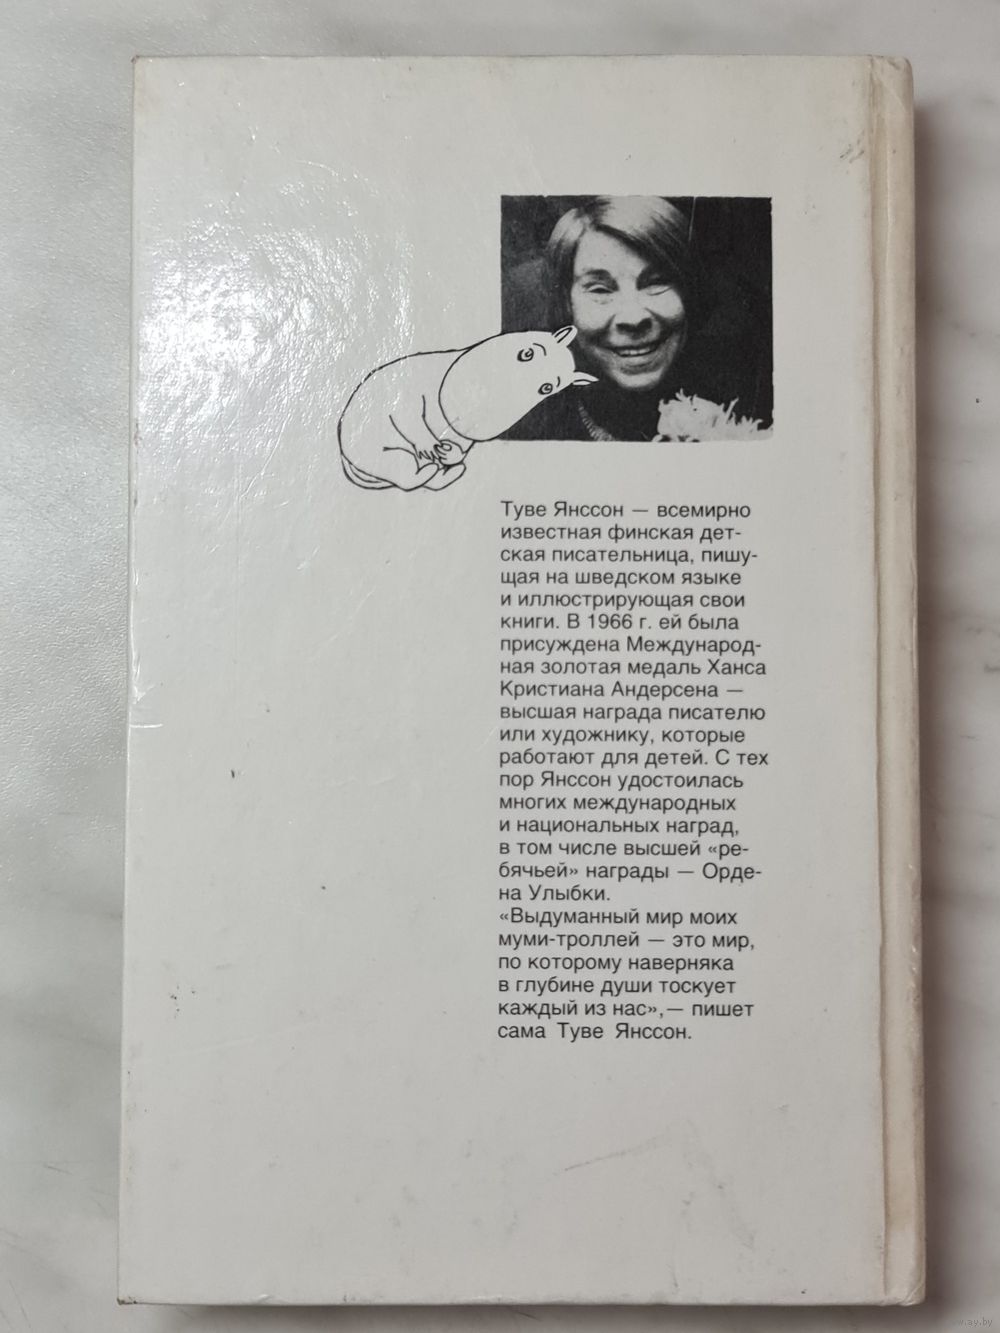 Туве Янссон — всемирно
известная финская дет-
ская писательница, пишу-
щая на шведском языке
и иллюстрирующая свои
книги. В 1966 г. ей была
присуждена Международ-
ная золотая медаль Ханса
Кристиана Андерсена —
высшая награда писателю
или художнику, которые
работают для детей. С тех
пор Янссон удостоилась
многих международных
и национальных наград,
в том числе высшей «ре-
бячьей» награды — Орде-
на Улыбки.
«Выдуманный мир моих
муми-троллей — это мир,
по которому наверняка
в глубине души тоскует
каждый из нас»,— пишет
сама Туве Янссон.
www.ay.by